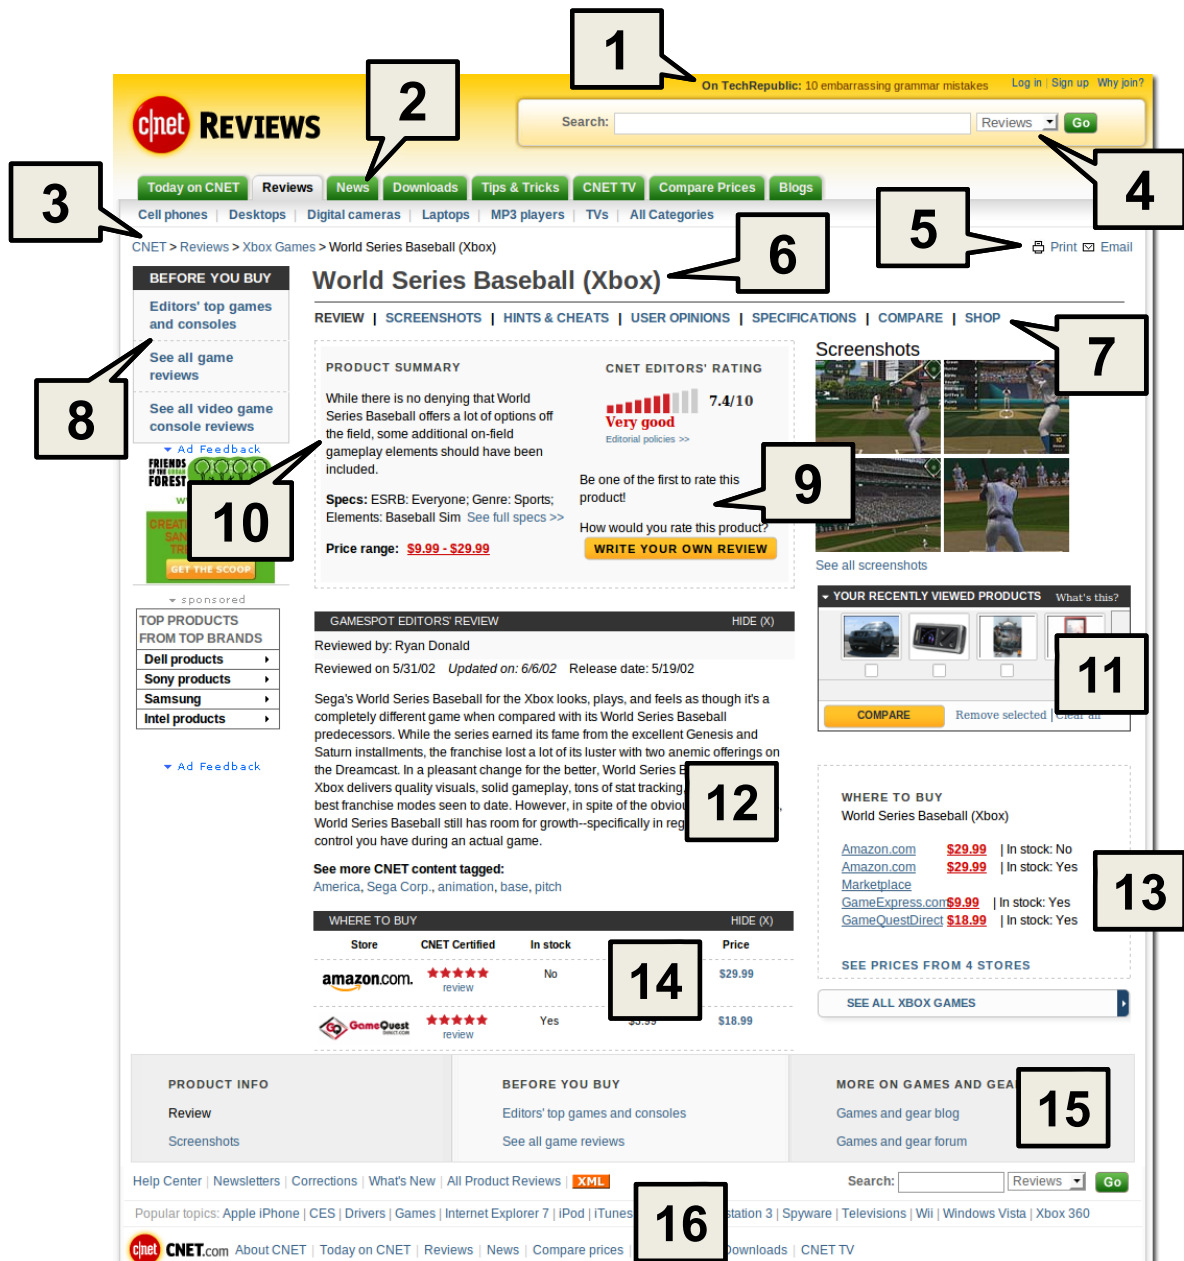 1
On TechRepublic: 10 embarrassing grammar mistakes
Log in | Sign up Why join?
2
c|net REVIEWS
Search:
Reviews
Go
4
Today on CNET
Reviews
News
Downloads
Tips & Tricks
CNET TV
Compare Prices
Blogs
3
Cell phones | Desktops | Digital cameras | Laptops | MP3 players | TVs | All Categories
5
CNET > Reviews > Xbox Games > World Series Baseball (Xbox)
Print
Email
6
World Series Baseball (Xbox)
BEFORE YOU BUY
Editors' top games
and consoles
See all game
reviews
See all video game
console reviews
8
REVIEW | SCREENSHOTS | HINTS & CHEATS | USER OPINIONS | SPECIFICATIONS | COMPARE | SHOP
7
Ad Feedback
FRIENDS
OF THE URBAN
FOREST
GET THE SCOOP
10
PRODUCT SUMMARY
While there is no denying that World
Series Baseball offers a lot of options off
the field, some additional on-field
gameplay elements should have been
included.
Specs: ESRB: Everyone; Genre: Sports;
Elements: Baseball Sim See full specs >>
Price range: $9.99 - $29.99
CNET EDITORS' RATING
7.4/10
Very good
Editorial policies >>
Be one of the first to rate this
product!
9
How would you rate this product?
WRITE YOUR OWN REVIEW
Screenshots
See all screenshots
sponsored
TOP PRODUCTS
FROM TOP BRANDS
Dell products
Sony products
Samsung
Intel products
Ad Feedback
YOUR RECENTLY VIEWED PRODUCTS What's this?
11
COMPARE
Remove selected | Clear all
GAMESPOT EDITORS' REVIEW
HIDE (X)
Reviewed by: Ryan Donald
Reviewed on 5/31/02 Updated on: 6/6/02 Release date: 5/19/02
Sega's World Series Baseball for the Xbox looks, plays, and feels as though it's a
completely different game when compared with its World Series Baseball
predecessors. While the series earned its fame from the excellent Genesis and
Saturn installments, the franchise lost a lot of its luster with two anemic offerings on
the Dreamcast. In a pleasant change for the better, World Series
Xbox delivers quality visuals, solid gameplay, tons of stat tracking,
best franchise modes seen to date. However, in spite of the
World Series Baseball still has room for growth--specifically in
control you have during an actual game.
12
See more CNET content tagged:
America, Sega Corp., animation, base, pitch
WHERE TO BUY
World Series Baseball (Xbox)
Amazon.com $29.99 | In stock: No
Amazon.com $29.99 | In stock: Yes
Marketplace
GameExpress.com $9.99 | In stock: Yes
GameQuestDirect $18.99 | In stock: Yes
13
SEE PRICES FROM 4 STORES
SEE ALL XBOX GAMES
WHERE TO BUY
HIDE (X)
Store CNET Certified In stock Price
amazon.com. review No $29.99
14
GameQuest DIRECT.COM review Yes $18.99
PRODUCT INFO
Review
Screenshots
BEFORE YOU BUY
Editors' top games and consoles
See all game reviews
MORE ON GAMES AND
Games and gear blog
Games and gear forum
15
Help Center | Newsletters | Corrections | What's New | All Product Reviews | XML
Search:
Reviews
Go
16
Popular topics: Apple iPhone | CES | Drivers | Games | Internet Explorer 7 | iPod | iTunes 3 | Spyware | Televisions | Wii | Windows Vista | Xbox 360
c|net CNET.com About CNET | Today on CNET | Reviews | News | Compare prices | Downloads | CNET TV